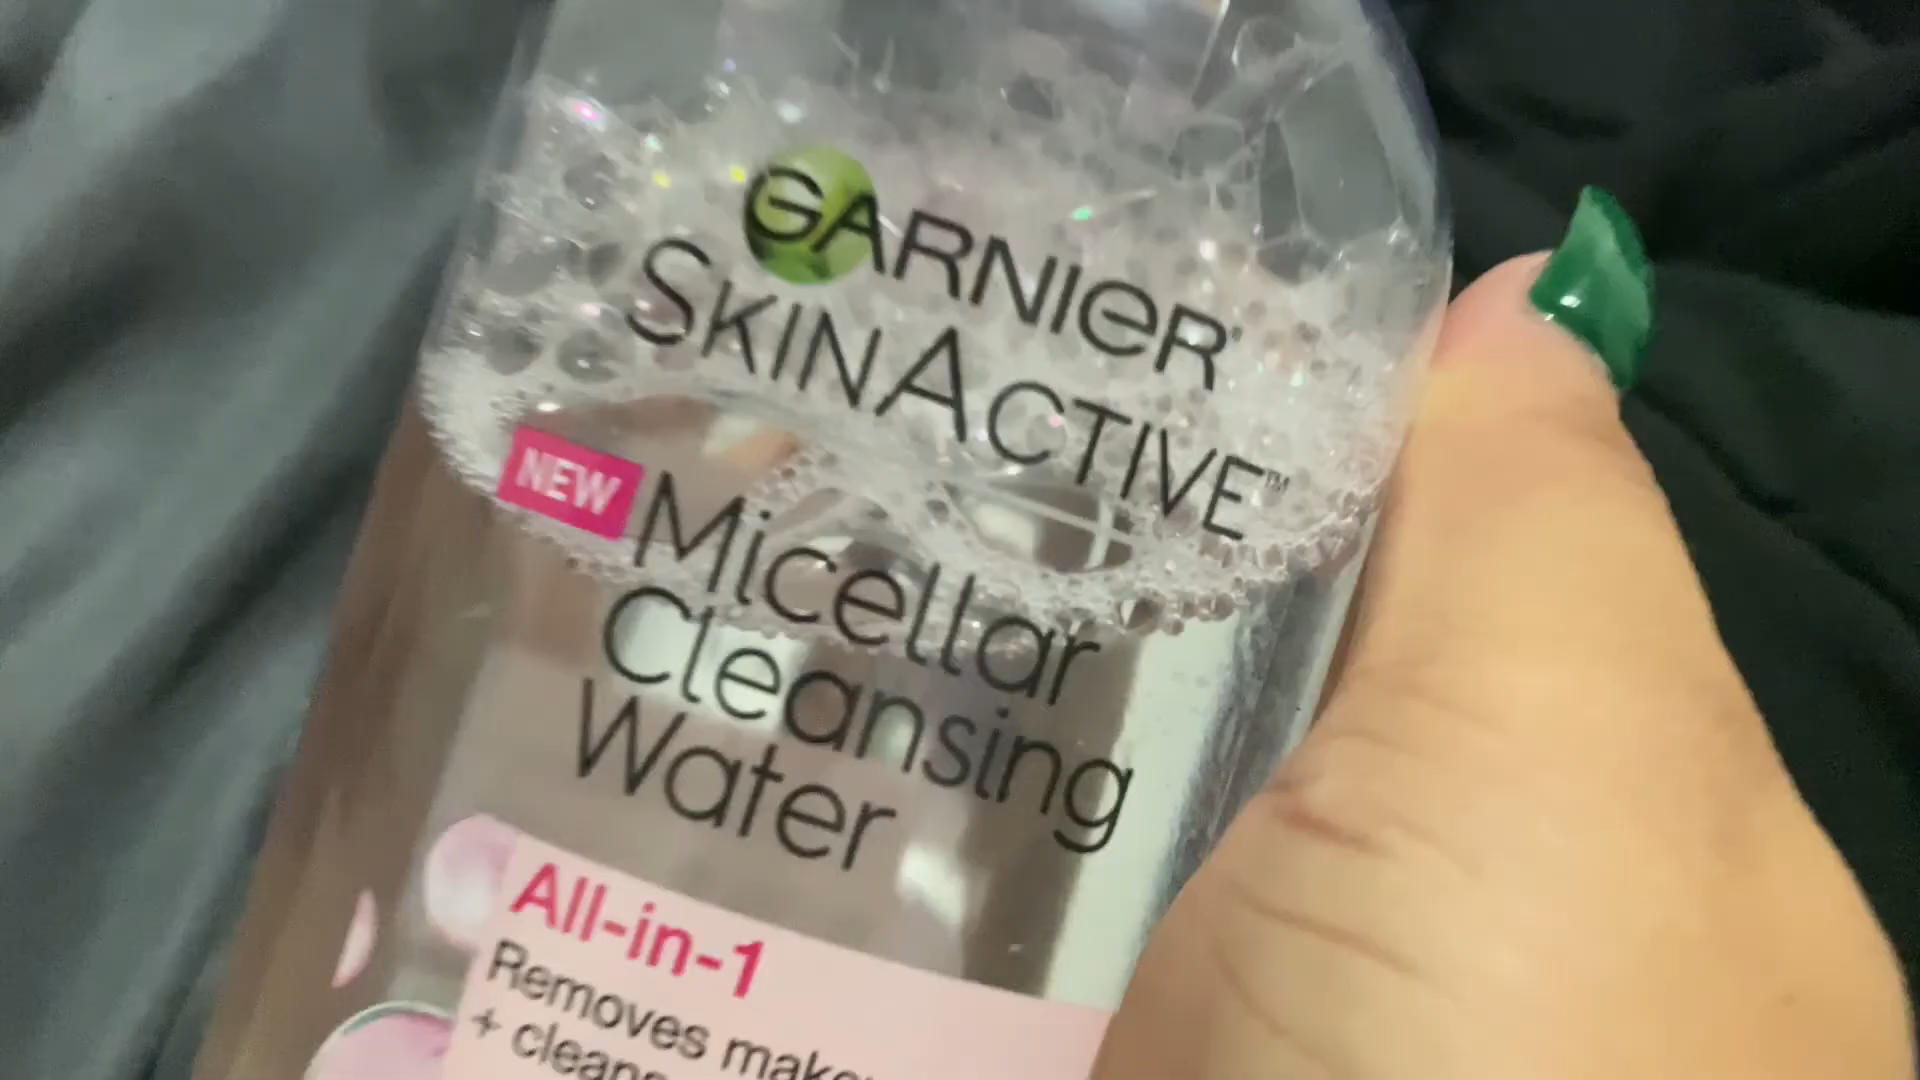 GARNIER
SKINACTIVE™
NEW
Micellar
Cleansing
Water
All-in-1
Removes
+